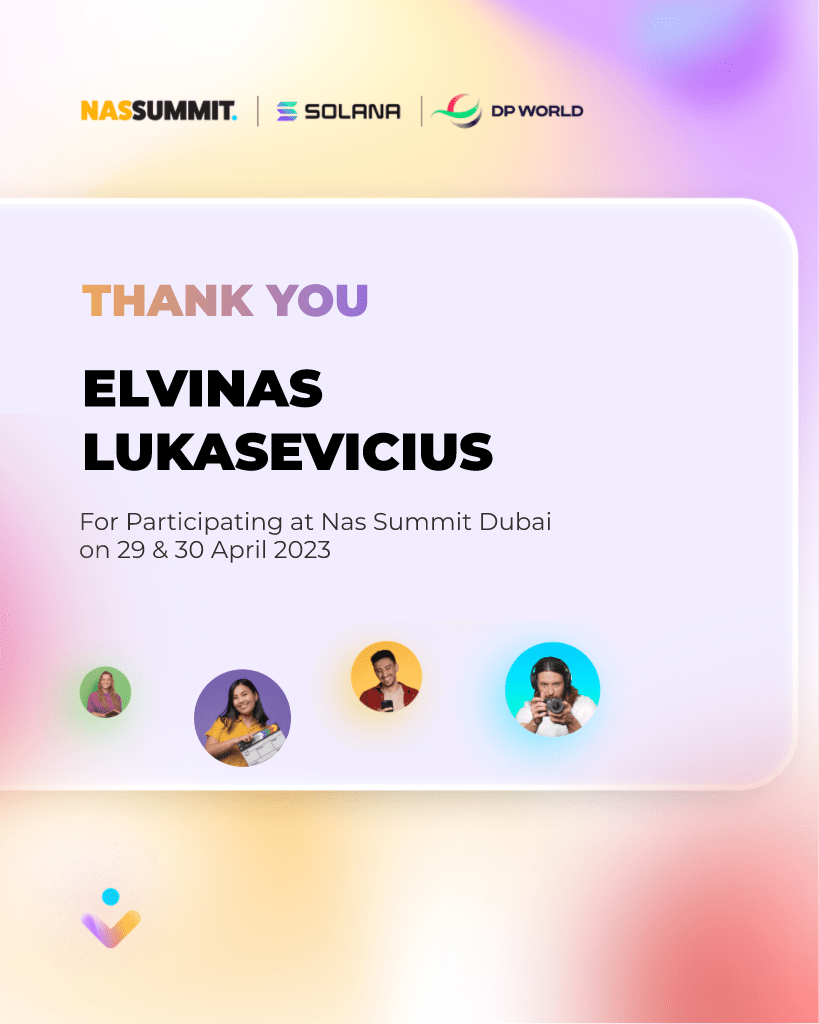 NASSUMMIT. SOLANA DP WORLD
THANK YOU
ELVINAS
LUKASEVICIUS
For Participating at Nas Summit Dubai
on 29 & 30 April 2023